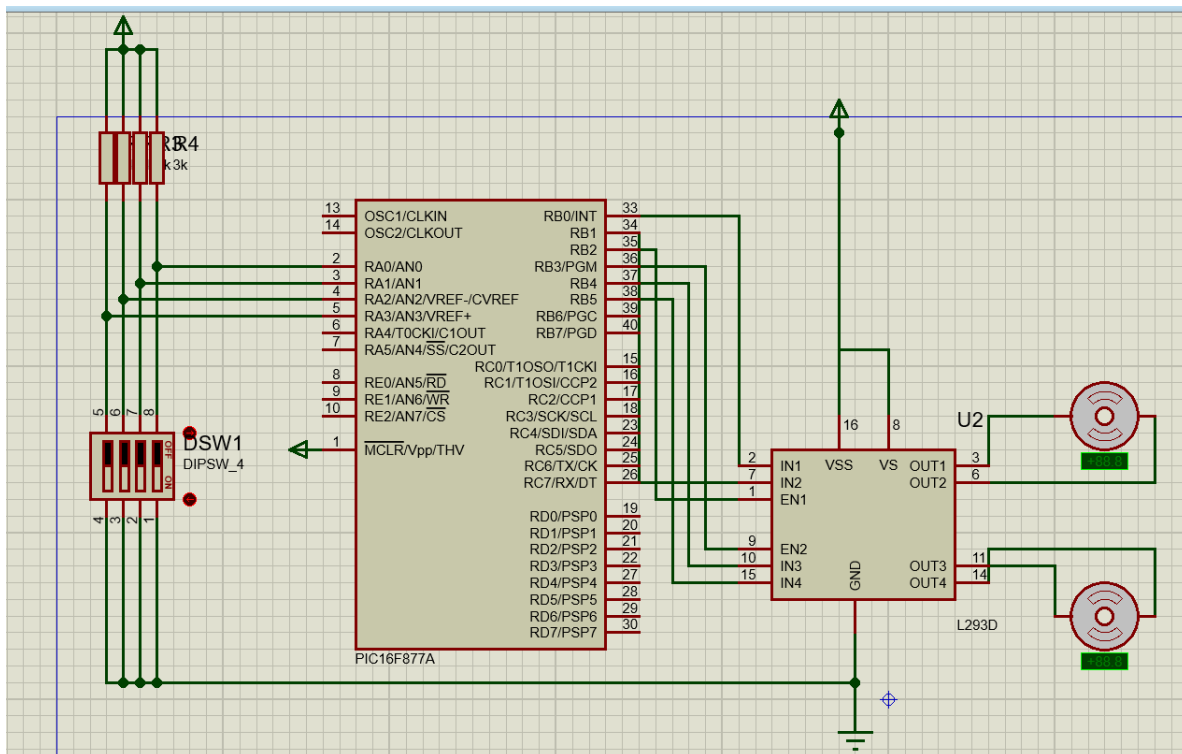 R3
R4
k
3k
13
OSC1/CLKIN
14
OSC2/CLKOUT
2
RA0/AN0
3
RA1/AN1
4
RA2/AN2/VREF-/CVREF
5
RA3/AN3/VREF+
6
RA4/T0CKI/C1OUT
7
RA5/AN4/SS/C2OUT
8
RE0/AN5/RD
9
RE1/AN6/WR
10
RE2/AN7/CS
1
MCLR/Vpp/THV
RB0/INT
33
RB1
34
RB2
35
RB3/PGM
36
RB4
37
RB5
38
RB6/PGC
39
RB7/PGD
40
RC0/T1OSO/T1CKI
15
RC1/T1OSI/CCP2
16
RC2/CCP1
17
RC3/SCK/SCL
18
RC4/SDI/SDA
23
RC5/SDO
24
RC6/TX/CK
25
RC7/RX/DT
26
RD0/PSP0
19
RD1/PSP1
20
RD2/PSP2
21
RD3/PSP3
22
RD4/PSP4
27
RD5/PSP5
28
RD6/PSP6
29
RD7/PSP7
30
PIC16F877A
5
6
7
8
DSW1
DIPSW_4
OFF
ON
4
3
2
1
U2
16
8
VSS
VS
2
IN1
7
IN2
1
EN1
9
EN2
10
IN3
15
IN4
GND
OUT1
3
OUT2
6
OUT3
11
OUT4
14
L293D
+88.8
+88.8